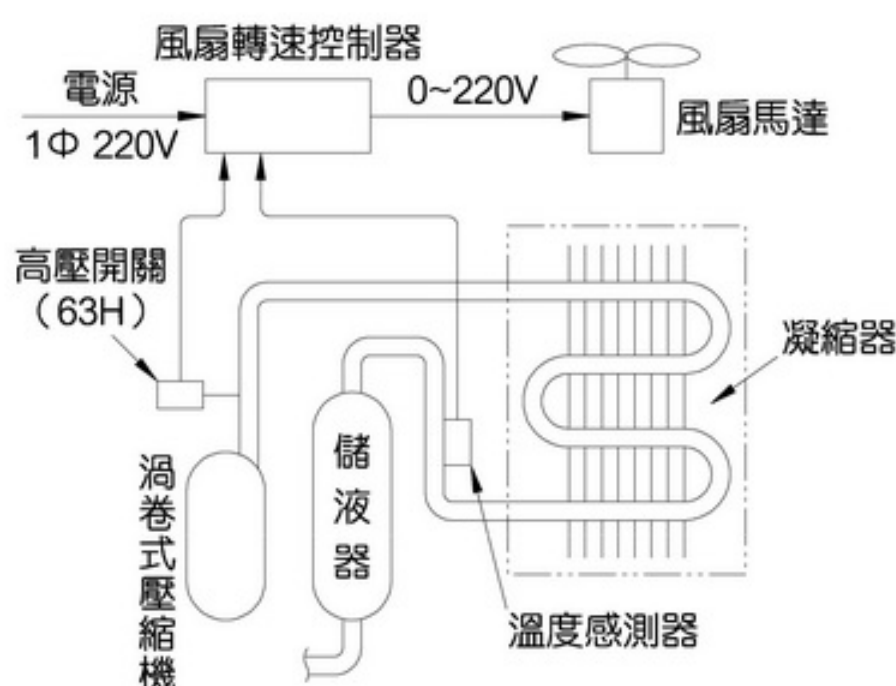 風扇轉速控制器
電源
1Φ 220V
0~220V
風扇馬達
高壓開關
（63H）
凝縮器
儲液器
渦卷式壓縮機
溫度感測器